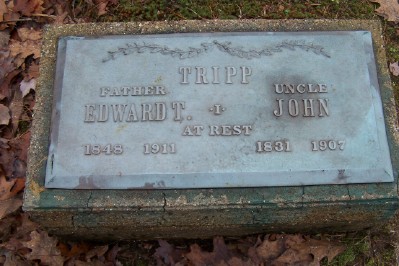 TRIPP
FATHER UNCLE
EDWARD T. JOHN
AT REST
1848 1911 1831 1907